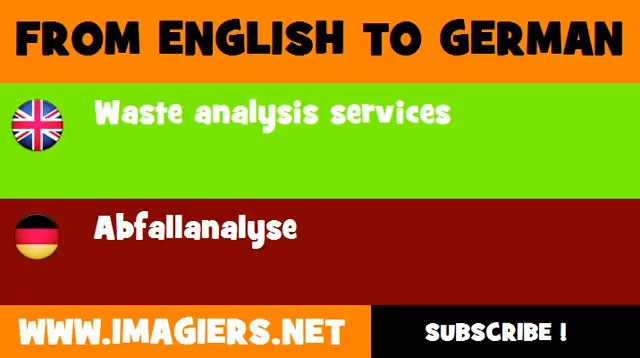 FROM ENGLISH TO GERMAN
Waste analysis services
Abfallanalyse
WWW.IMAGIERS.NET
SUBSCRIBE !